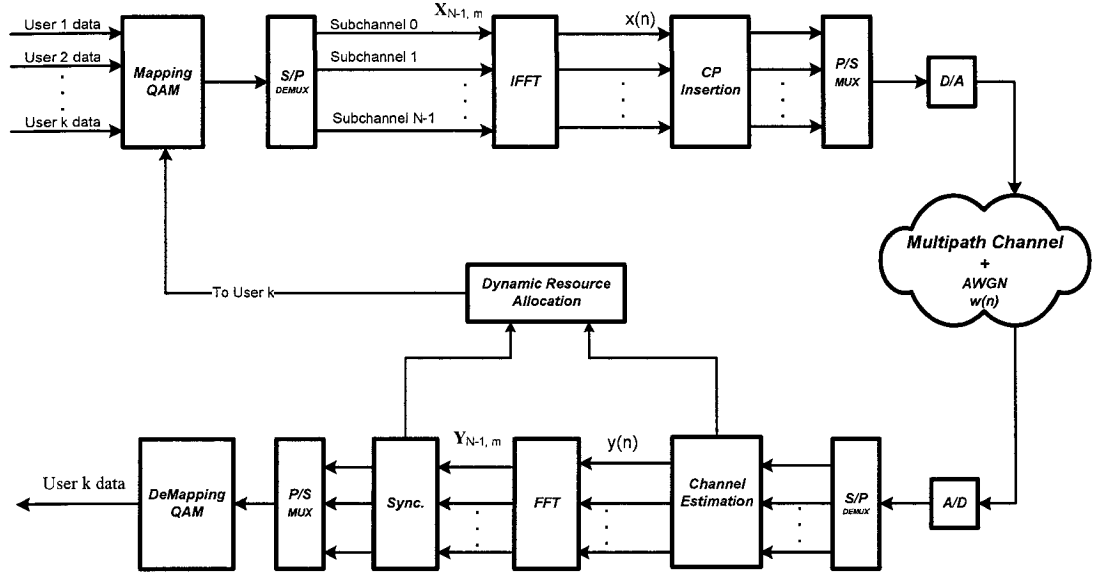 User 1 data
User 2 data
User k data
Mapping
QAM
S/P
DEMUX
Subchannel 0
Subchannel 1
Subchannel N-1
X N-1, m
IFFT
x(n)
CP
Insertion
P/S
MUX
D/A
Multipath Channel
+
AWGN
w(n)
To User k
Dynamic Resource
Allocation
User k data
DeMapping
QAM
P/S
MUX
Sync.
Y N-1, m
FFT
y(n)
Channel
Estimation
S/P
DEMUX
A/D